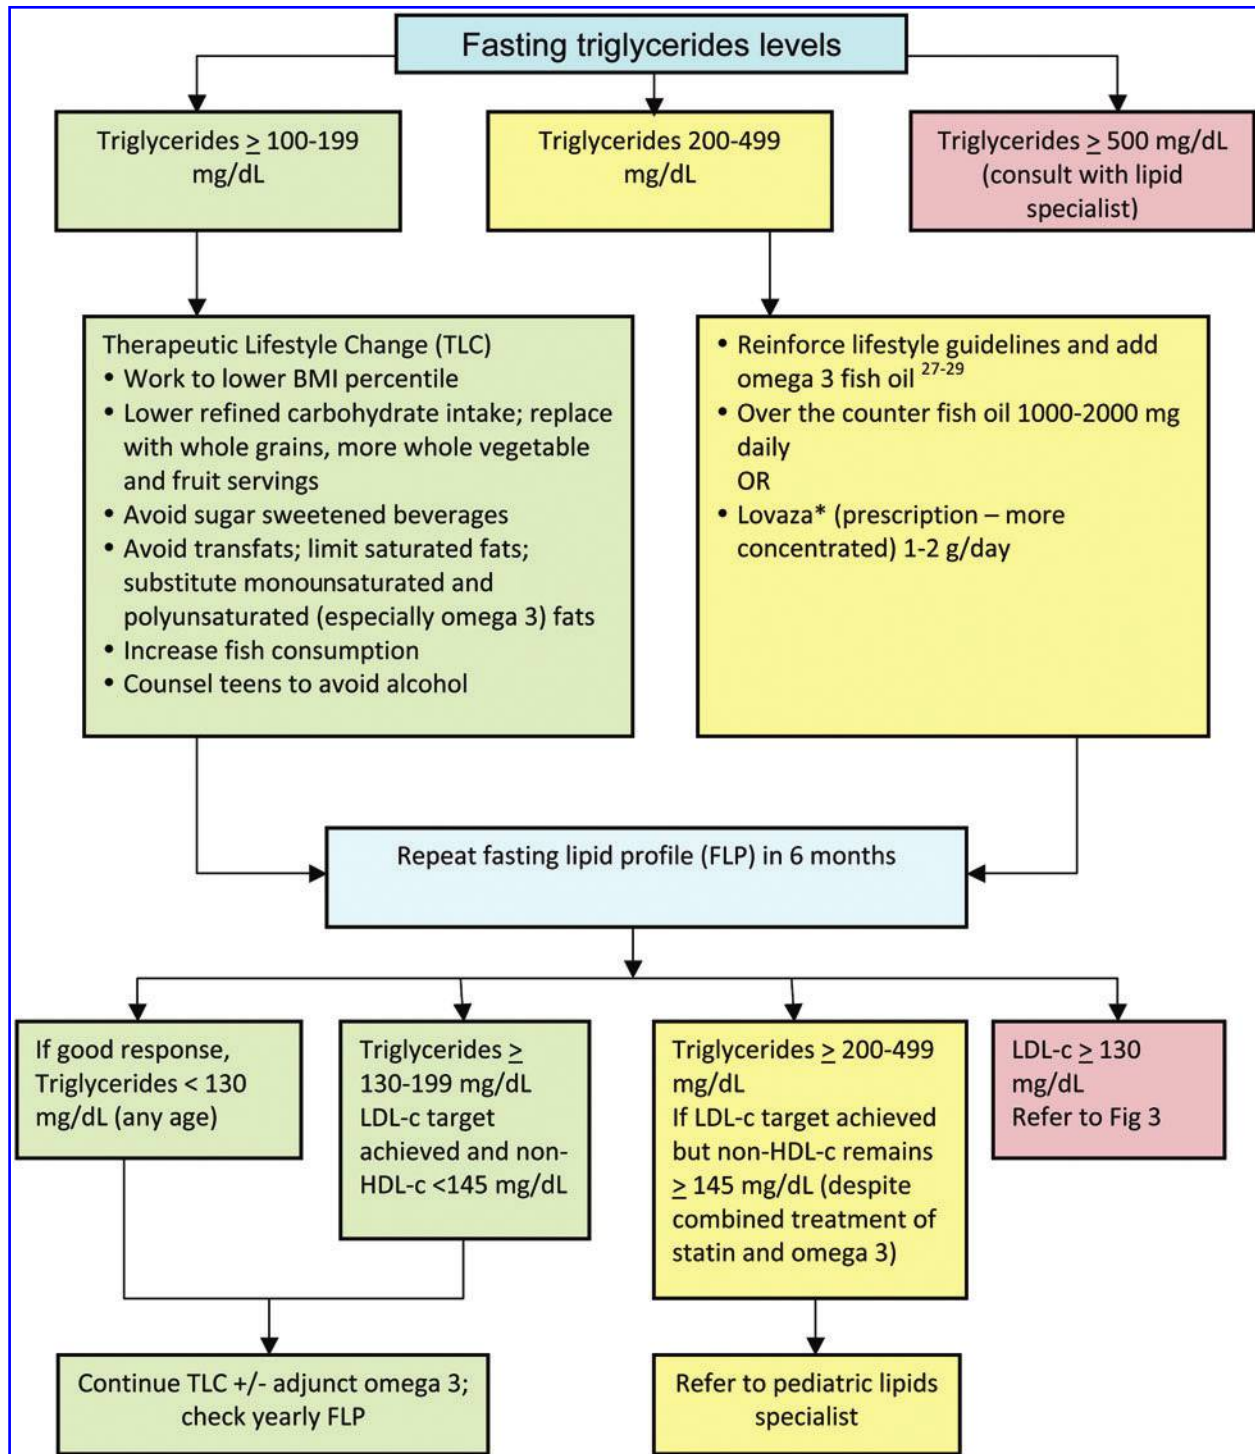 Fasting triglycerides levels
Triglycerides ≥ 100-199
mg/dL
Triglycerides 200-499
mg/dL
Triglycerides ≥ 500 mg/dL
(consult with lipid
specialist)
Therapeutic Lifestyle Change (TLC)
• Work to lower BMI percentile
• Lower refined carbohydrate intake; replace
with whole grains, more whole vegetable
and fruit servings
• Avoid sugar sweetened beverages
• Avoid transfats; limit saturated fats;
substitute monounsaturated and
polyunsaturated (especially omega 3) fats
• Increase fish consumption
• Counsel teens to avoid alcohol
• Reinforce lifestyle guidelines and add
omega 3 fish oil 27-29
• Over the counter fish oil 1000-2000 mg
daily
OR
• Lovaza* (prescription – more
concentrated) 1-2 g/day
Repeat fasting lipid profile (FLP) in 6 months
If good response,
Triglycerides < 130
mg/dL (any age)
Triglycerides ≥
130-199 mg/dL
LDL-c target
achieved and non-
HDL-c <145 mg/dL
Triglycerides ≥ 200-499
mg/dL
If LDL-c target achieved
but non-HDL-c remains
≥ 145 mg/dL (despite
combined treatment of
statin and omega 3)
LDL-c ≥ 130
mg/dL
Refer to Fig 3
Continue TLC +/- adjunct omega 3;
check yearly FLP
Refer to pediatric lipids
specialist